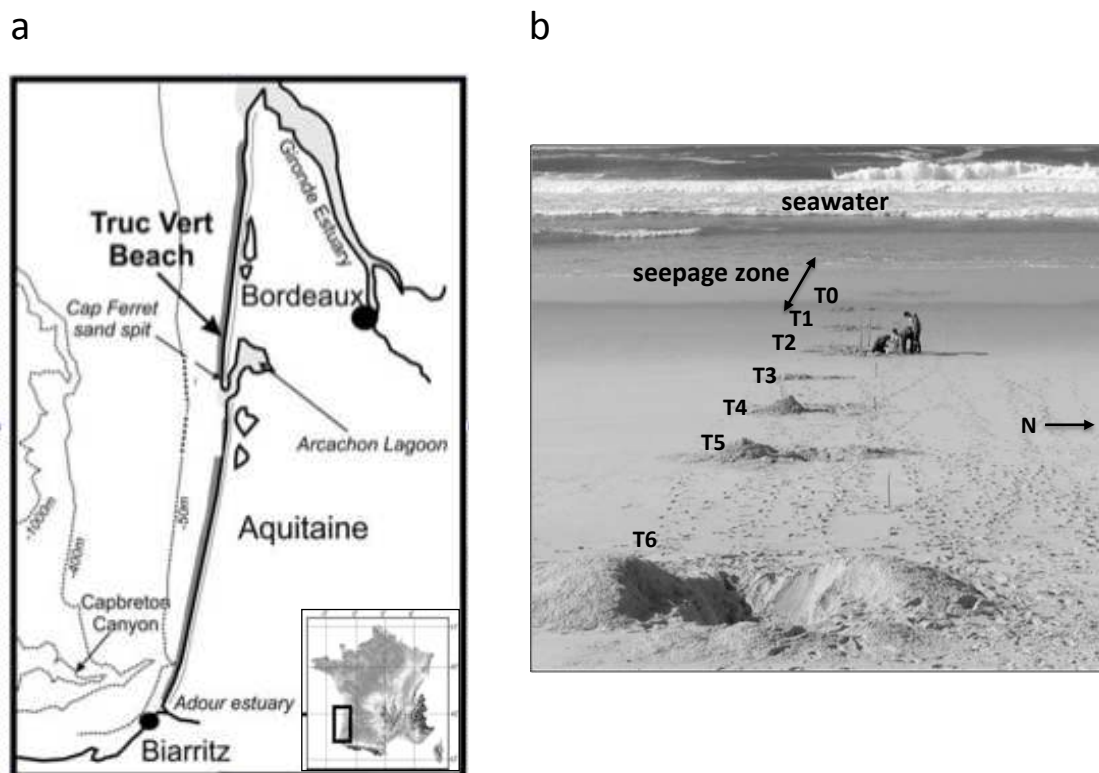 a
b
Gironde Estuary
Truc Vert
Beach
Bordeaux
Cap Ferret
sand spit
Arcachon Lagoon
-50m
-1000m
-400m
Aquitaine
Capbreton
Canyon
Adour estuary
Biarritz
seawater
seepage zone
T0
T1
T2
T3
T4
N
T5
T6